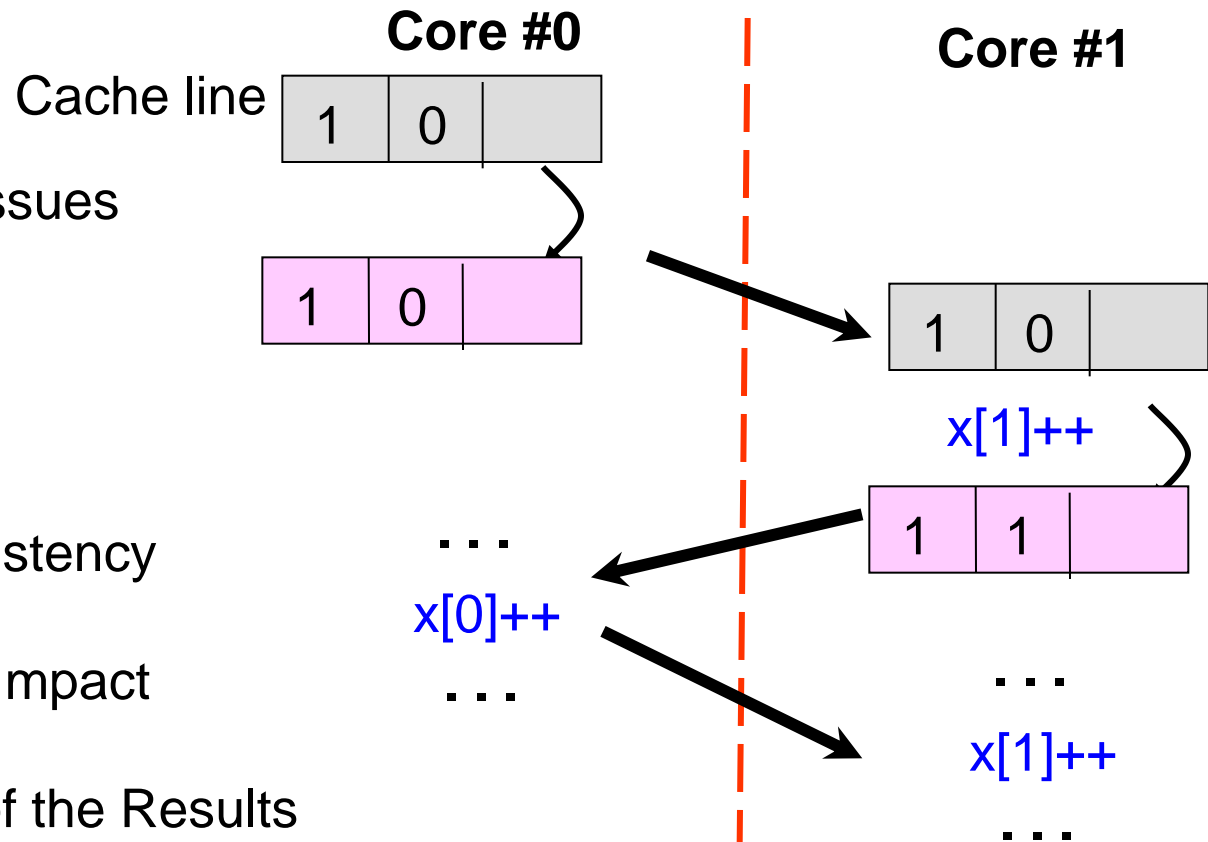 Core #0
Core #1
Cache line
1 0
ssues
1 0
1 0
x[1]++
1 1
istency
...
x[0]++
mpact
...
...
x[1]++
f the Results
...